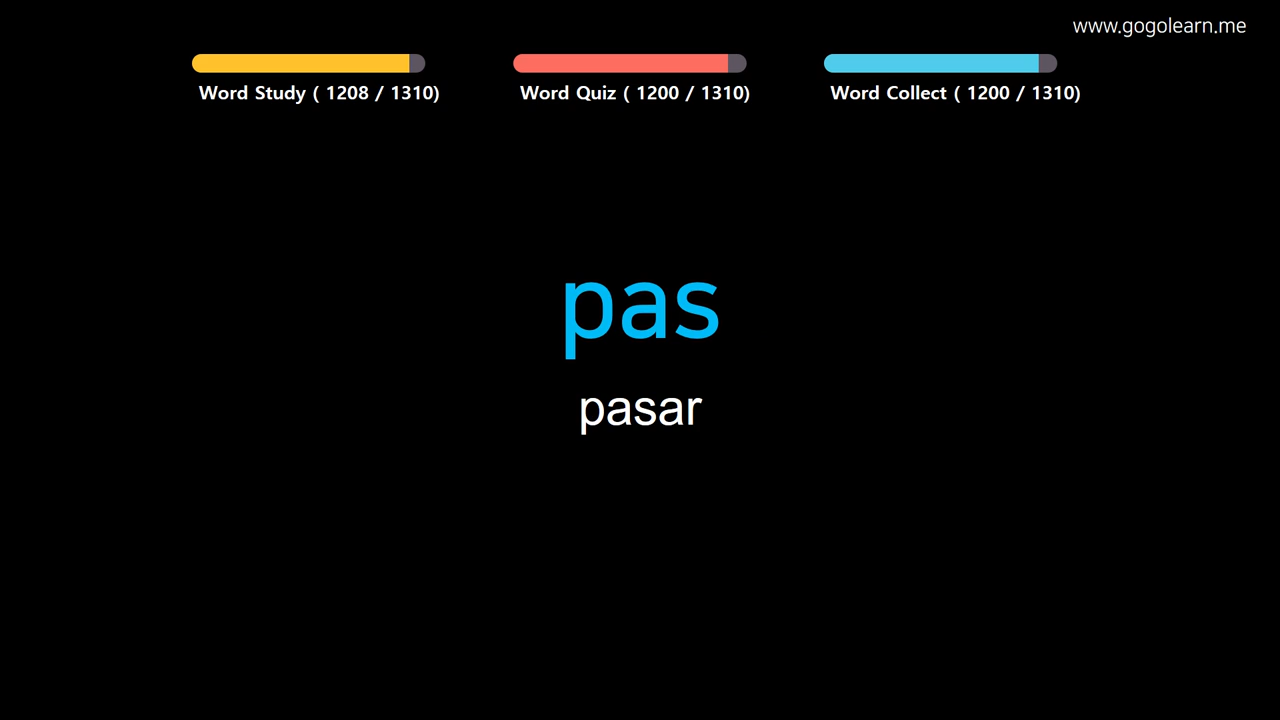 www.gogolearn.me
Word Study ( 1208 / 1310)
Word Quiz ( 1200 / 1310)
Word Collect ( 1200 / 1310)
pas
pasar